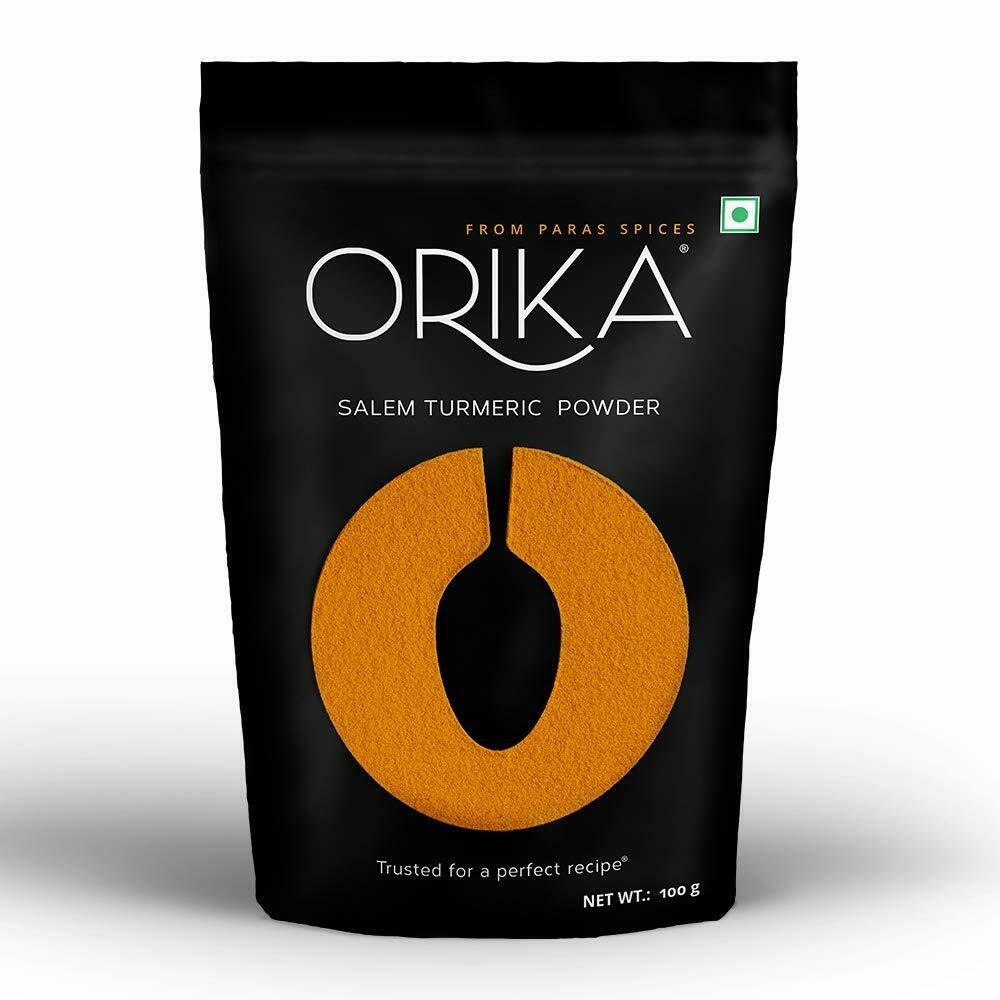 FROM PARAS SPICES
ORIKA®
SALEM TURMERIC POWDER
Trusted for a perfect recipe®
NET WT.: 100 g